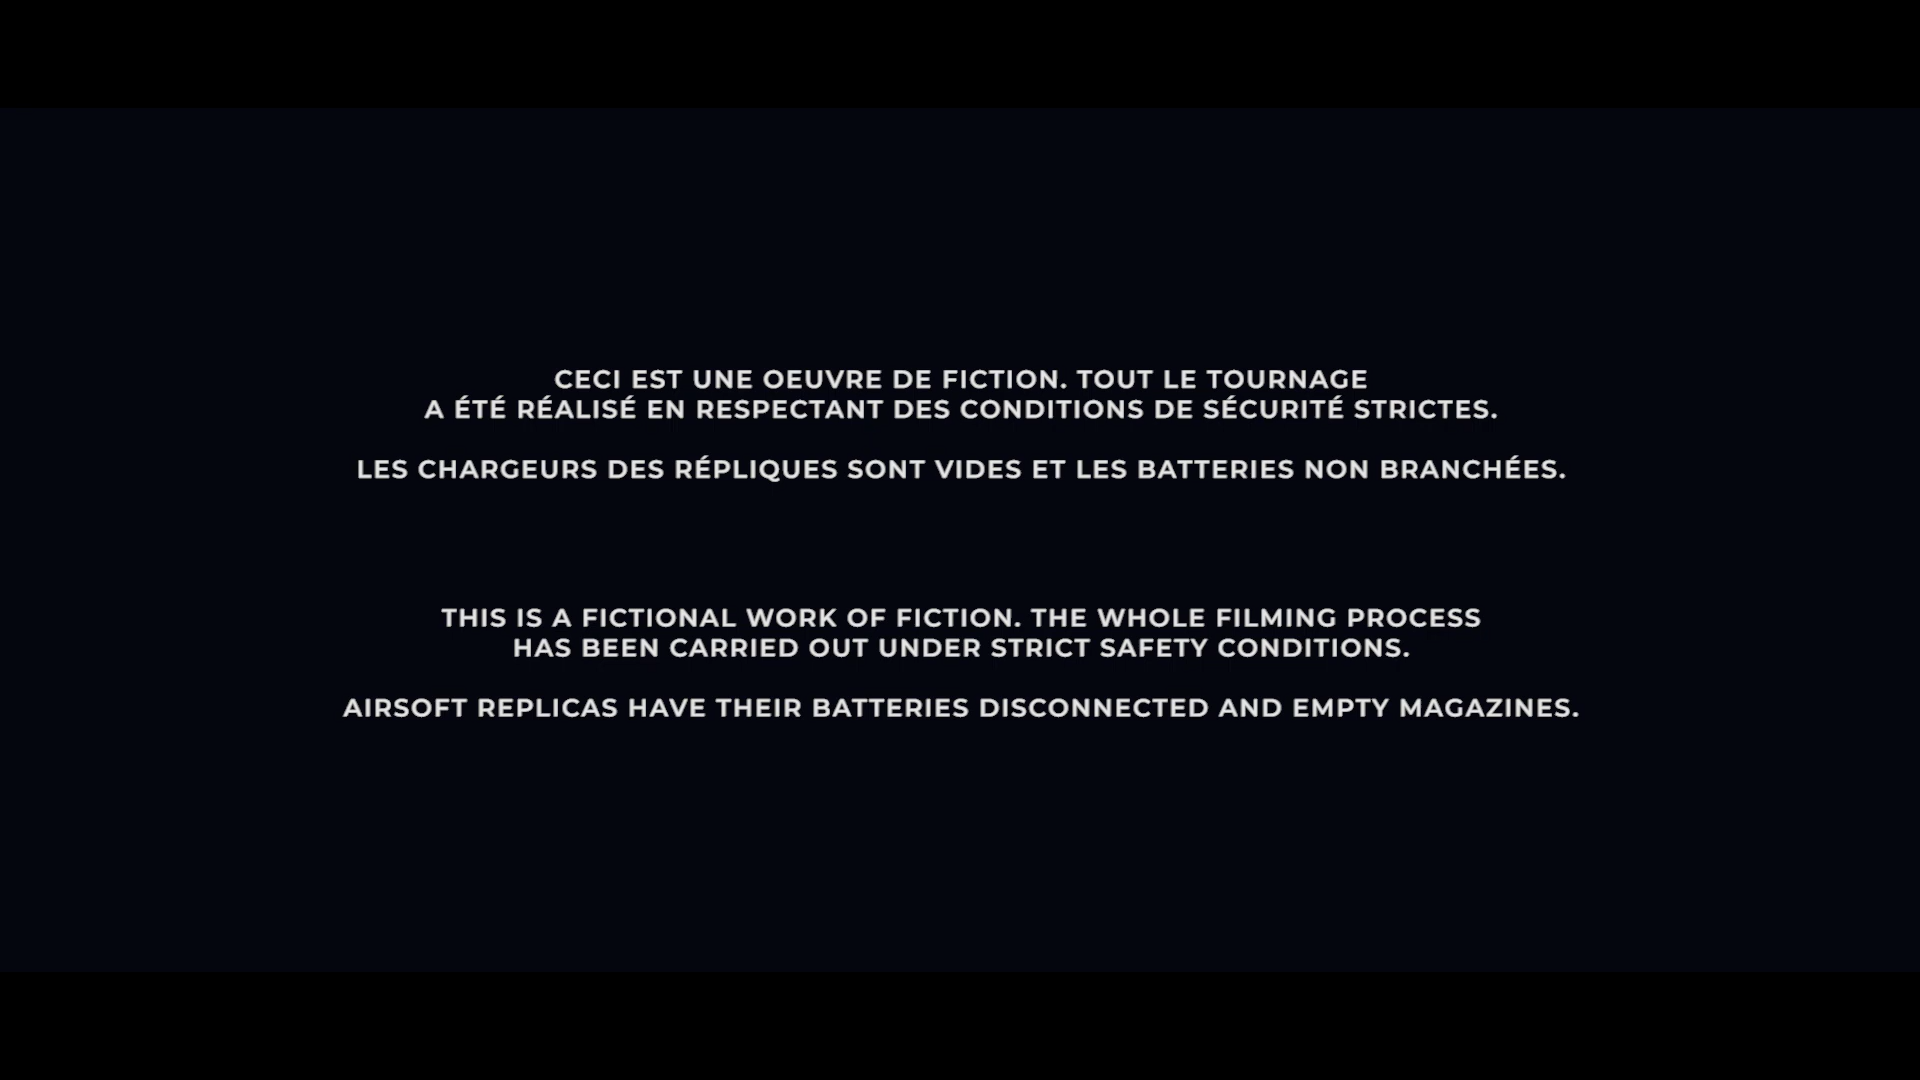 CECI EST UNE OEUVRE DE FICTION. TOUT LE TOURNAGE
A ÉTÉ RÉALISÉ EN RESPECTANT DES CONDITIONS DE SÉCURITÉ STRICTES.
LES CHARGEURS DES RÉPLIQUES SONT VIDES ET LES BATTERIES NON BRANCHÉES.
THIS IS A FICTIONAL WORK OF FICTION. THE WHOLE FILMING PROCESS
HAS BEEN CARRIED OUT UNDER STRICT SAFETY CONDITIONS.
AIRSOFT REPLICAS HAVE THEIR BATTERIES DISCONNECTED AND EMPTY MAGAZINES.